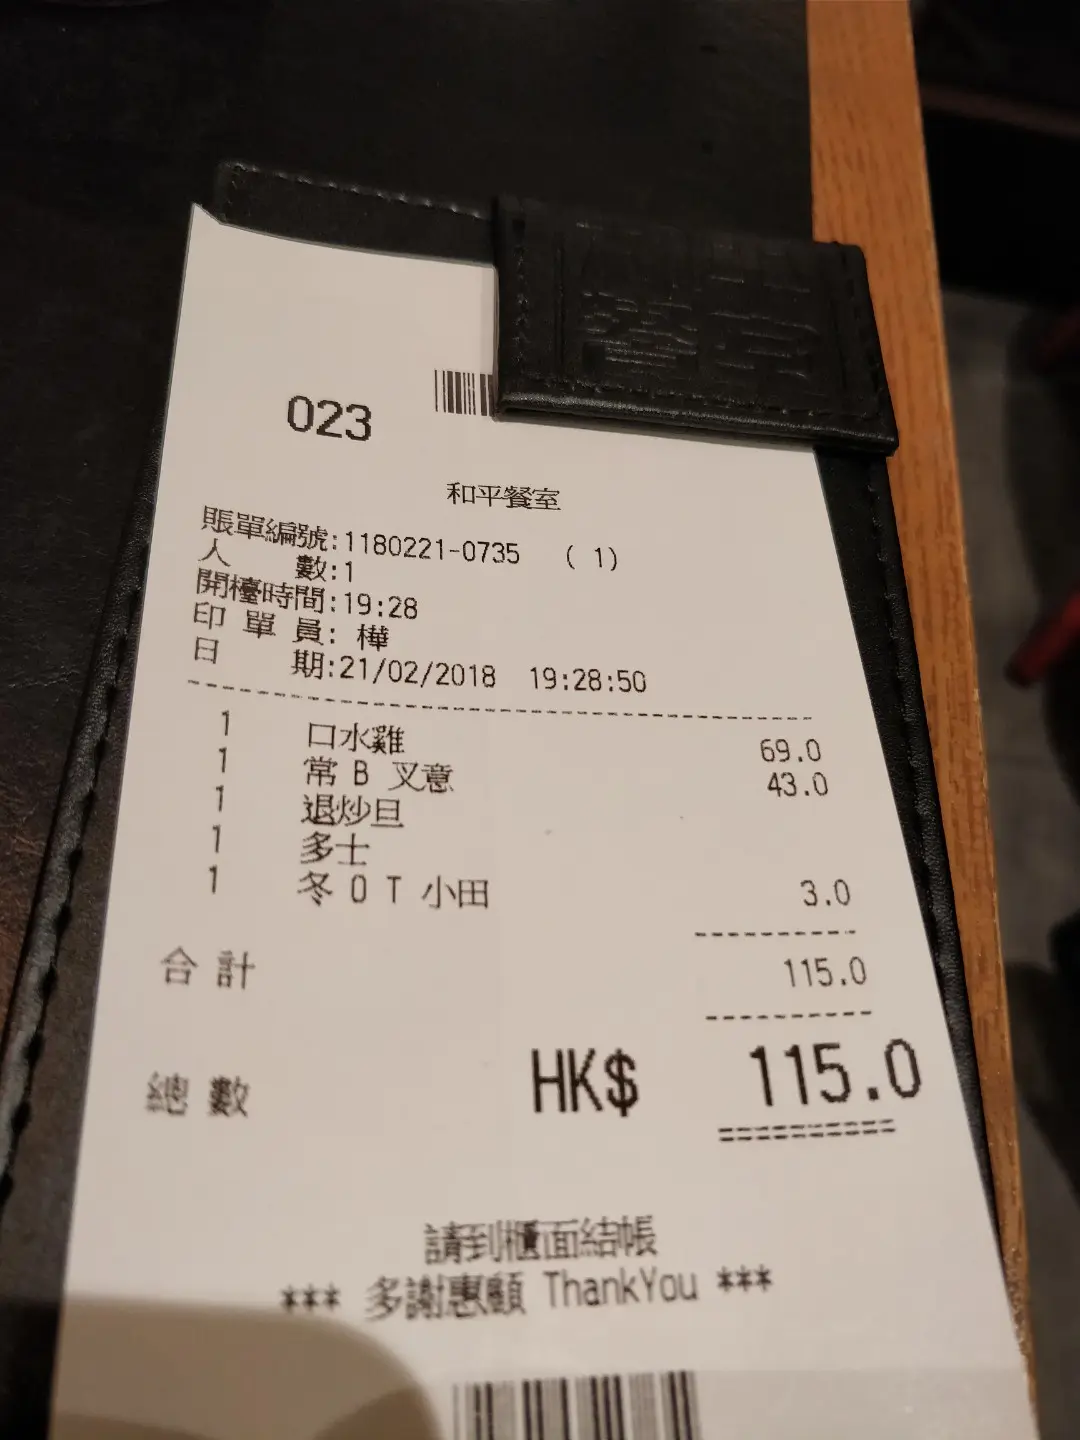 餐室
023
和平餐室
賬單編號:1180221-0735 ( 1)
人 數:1
開檯時間:19:28
印 單 員: 樺
日 期:21/02/2018 19:28:50
1 口水雞 69.0
1 常 B 叉意 43.0
1 退炒旦
1 多士
1 冬 O T 小田 3.0
合 計 115.0
總 數 HK$ 115.0
請到櫃面結帳
*** 多謝惠顧 ThankYou ***